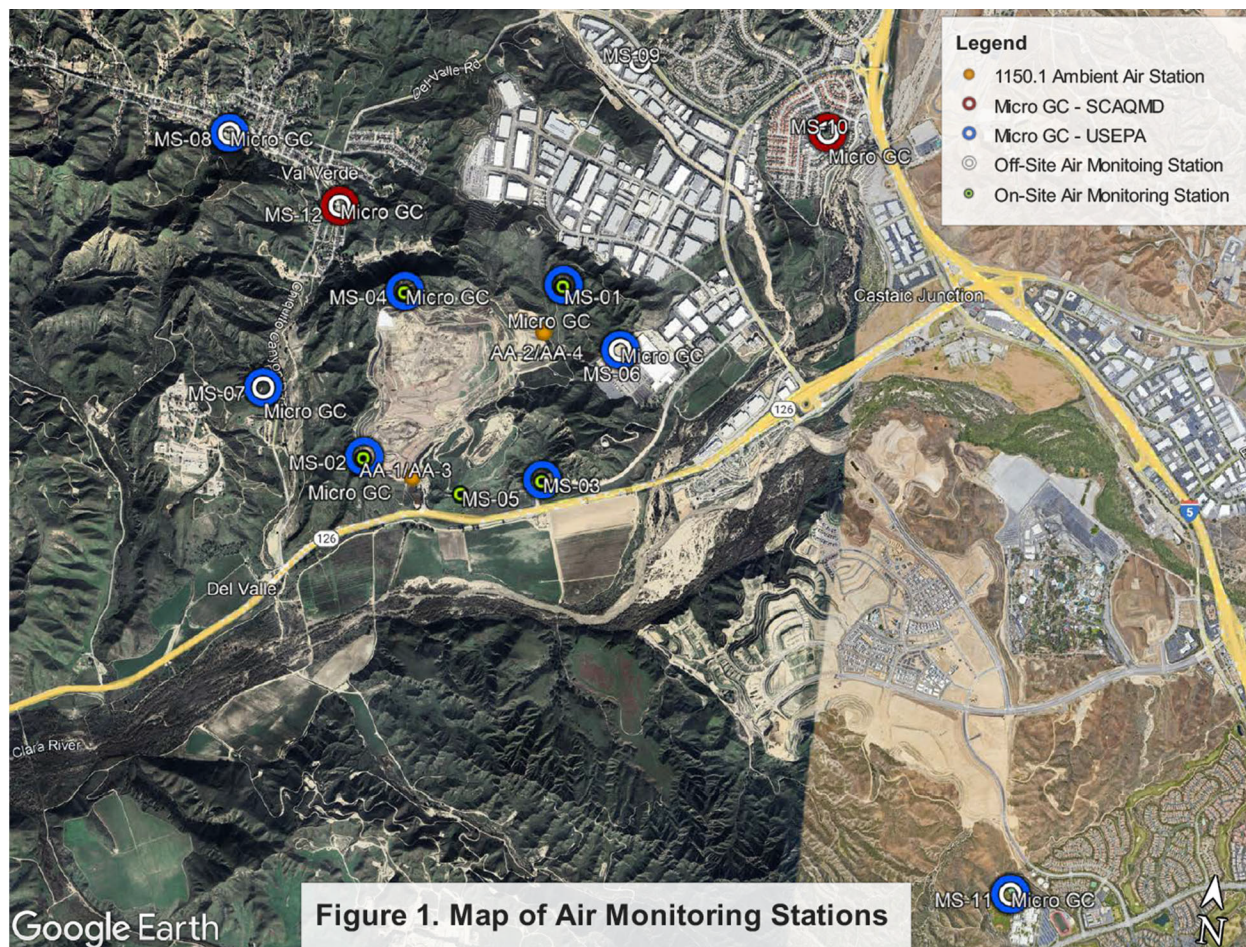 Legend
1150.1 Ambient Air Station
Micro GC - SCAQMD
Micro GC - USEPA
Off-Site Air Monitoing Station
On-Site Air Monitoring Station
MS-09
Del Valle Rd
MS-10
Micro GC
MS-08
Micro GC
Val Verde
MS-12
Micro GC
MS-04
Micro GC
MS-01
Micro GC
Castaic Junction
AA-2/AA-4
Micro GC
MS-06
MS-07
Micro GC
126
MS-02
AA-1/AA-3
Micro GC
MS-05
MS-03
5
126
Del Valle
Clara River
MS-11
Micro GC
Figure 1. Map of Air Monitoring Stations
Google Earth
N